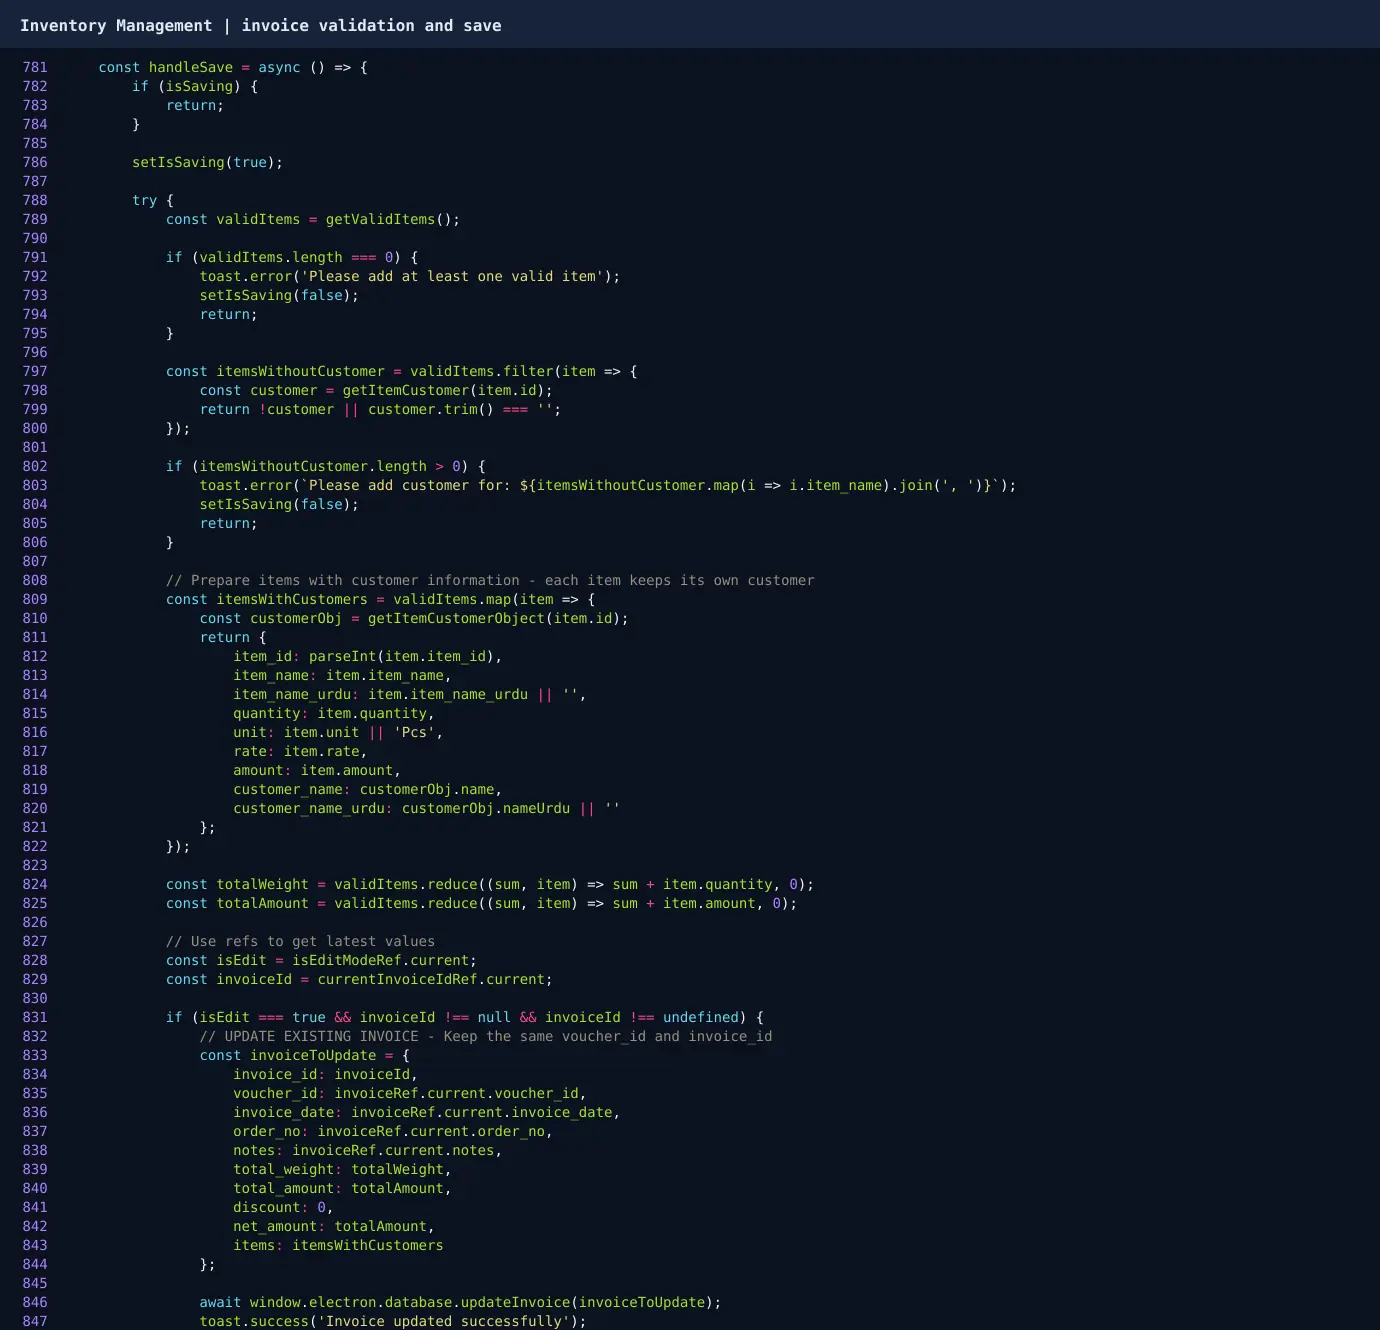 Inventory Management | invoice validation and save
781 const handleSave = async () => {
782 if (isSaving) {
783 return;
784 }
785
786 setIsSaving(true);
787
788 try {
789 const validItems = getValidItems();
790
791 if (validItems.length === 0) {
792 toast.error('Please add at least one valid item');
793 setIsSaving(false);
794 return;
795 }
796
797 const itemsWithoutCustomer = validItems.filter(item => {
798 const customer = getItemCustomer(item.id);
799 return !customer || customer.trim() === '';
800 });
801
802 if (itemsWithoutCustomer.length > 0) {
803 toast.error(`Please add customer for: ${itemsWithoutCustomer.map(i => i.item_name).join(', ')}`);
804 setIsSaving(false);
805 return;
806 }
807
808 // Prepare items with customer information - each item keeps its own customer
809 const itemsWithCustomers = validItems.map(item => {
810 const customerObj = getItemCustomerObject(item.id);
811 return {
812 item_id: parseInt(item.item_id),
813 item_name: item.item_name,
814 item_name_urdu: item.item_name_urdu || '',
815 quantity: item.quantity,
816 unit: item.unit || 'Pcs',
817 rate: item.rate,
818 amount: item.amount,
819 customer_name: customerObj.name,
820 customer_name_urdu: customerObj.nameUrdu || ''
821 };
822 });
823
824 const totalWeight = validItems.reduce((sum, item) => sum + item.quantity, 0);
825 const totalAmount = validItems.reduce((sum, item) => sum + item.amount, 0);
826
827 // Use refs to get latest values
828 const isEdit = isEditModeRef.current;
829 const invoiceId = currentInvoiceIdRef.current;
830
831 if (isEdit === true && invoiceId !== null && invoiceId !== undefined) {
832 // UPDATE EXISTING INVOICE - Keep the same voucher_id and invoice_id
833 const invoiceToUpdate = {
834 invoice_id: invoiceId,
835 voucher_id: invoiceRef.current.voucher_id,
836 invoice_date: invoiceRef.current.invoice_date,
837 order_no: invoiceRef.current.order_no,
838 notes: invoiceRef.current.notes,
839 total_weight: totalWeight,
840 total_amount: totalAmount,
841 discount: 0,
842 net_amount: totalAmount,
843 items: itemsWithCustomers
844 };
845
846 await window.electron.database.updateInvoice(invoiceToUpdate);
847 toast.success('Invoice updated successfully');